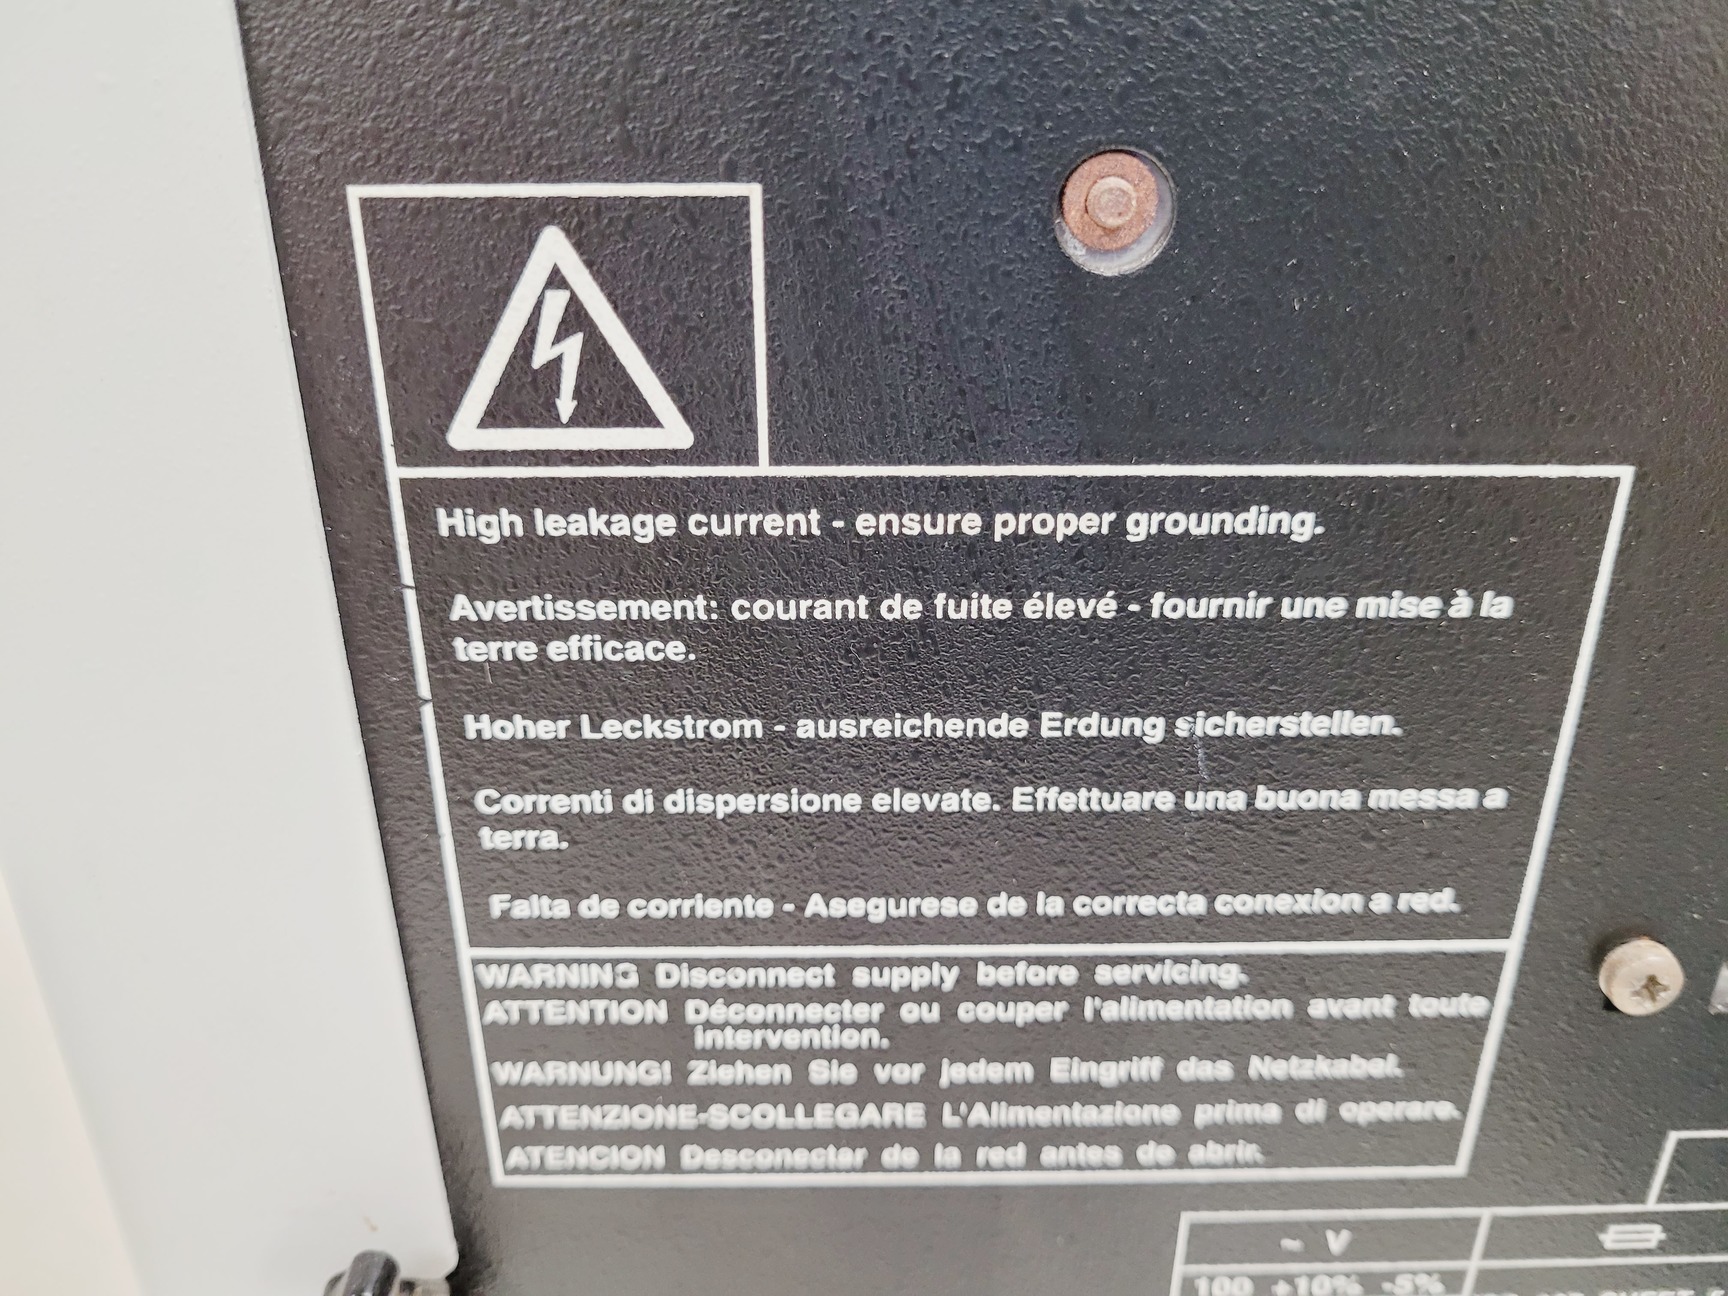 High leakage current - ensure proper grounding.
Avertissement: courant de fuite élevé - fournir une mise à la
terre efficace.
Hoher Leckstrom - ausreichende Erdung sicherstellen.
Correnti di dispersione elevate. Effettuare una buona messa a
terra.
Falta de corriente - Asegurese de la correcta conexion a red.
WARNING Disconnect supply before servicing.
ATTENTION Déconnecter ou couper l'alimentation avant toute
intervention.
WARNUNG! Ziehen Sie vor jedem Eingriff das Netzkabel.
ATTENZIONE-SCOLLEGARE L'Alimentazione prima di operare.
ATENCION Desconectar de la red antes de abrir.
~ V
100 +10% -5%